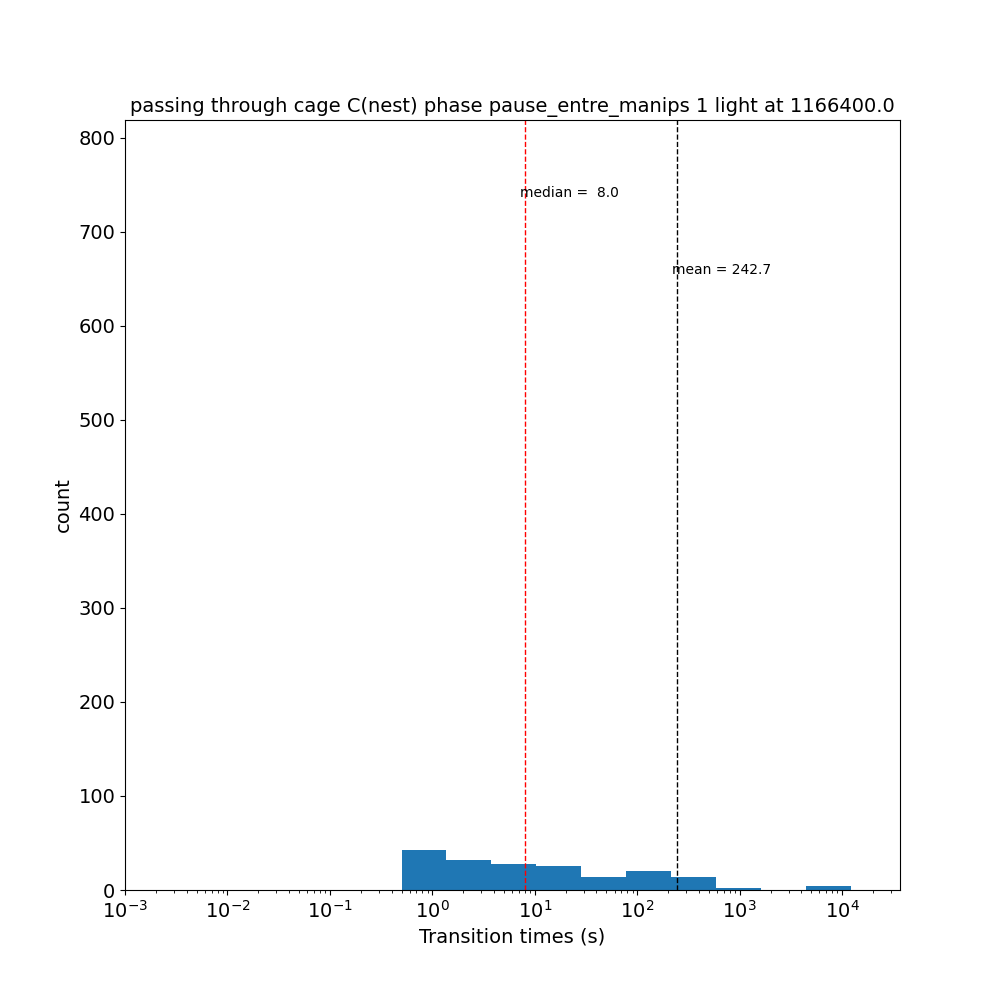 passing through cage C(nest) phase pause_entre_manips 1 light at 1166400.0
800
700
600
500
400
300
200
100
0
count
median =  8.0
mean = 242.7
10⁻³ 10⁻² 10⁻¹ 10⁰ 10¹ 10² 10³ 10⁴
Transition times (s)